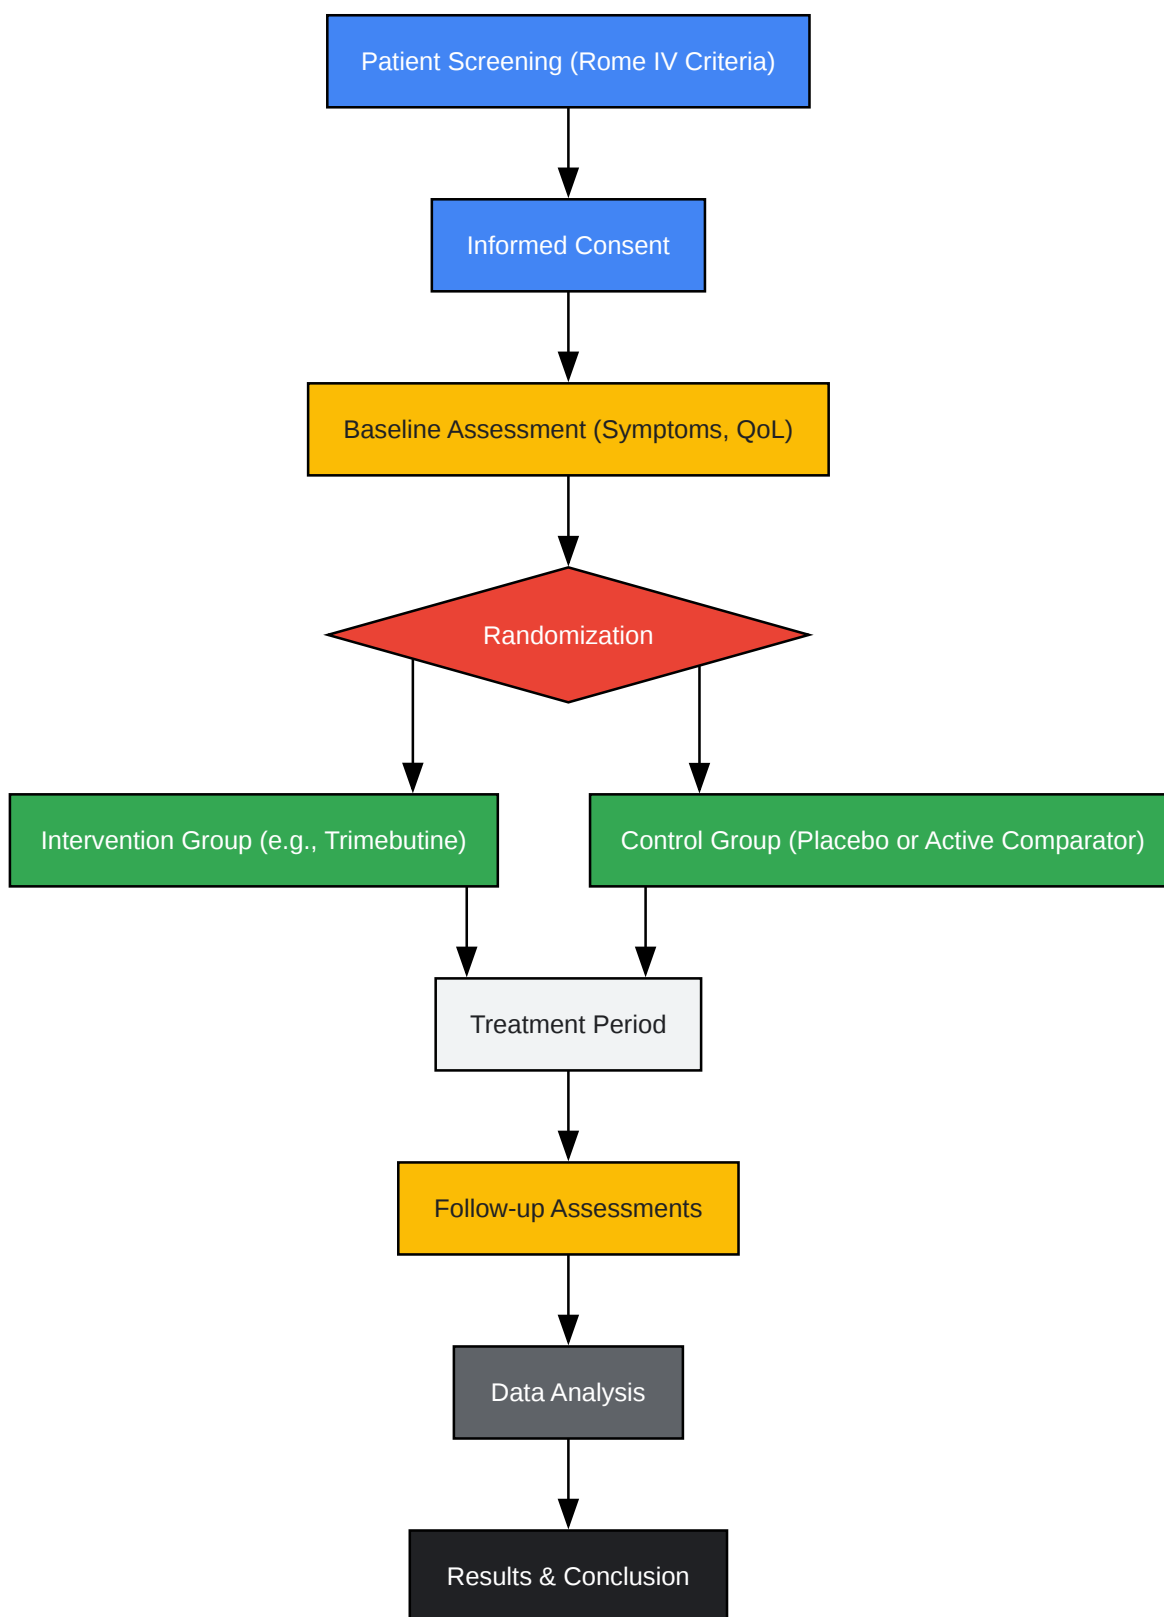 Patient Screening (Rome IV Criteria)
Informed Consent
Baseline Assessment (Symptoms, QoL)
Randomization
Intervention Group (e.g., Trimebutine)
Control Group (Placebo or Active Comparator)
Treatment Period
Follow-up Assessments
Data Analysis
Results & Conclusion